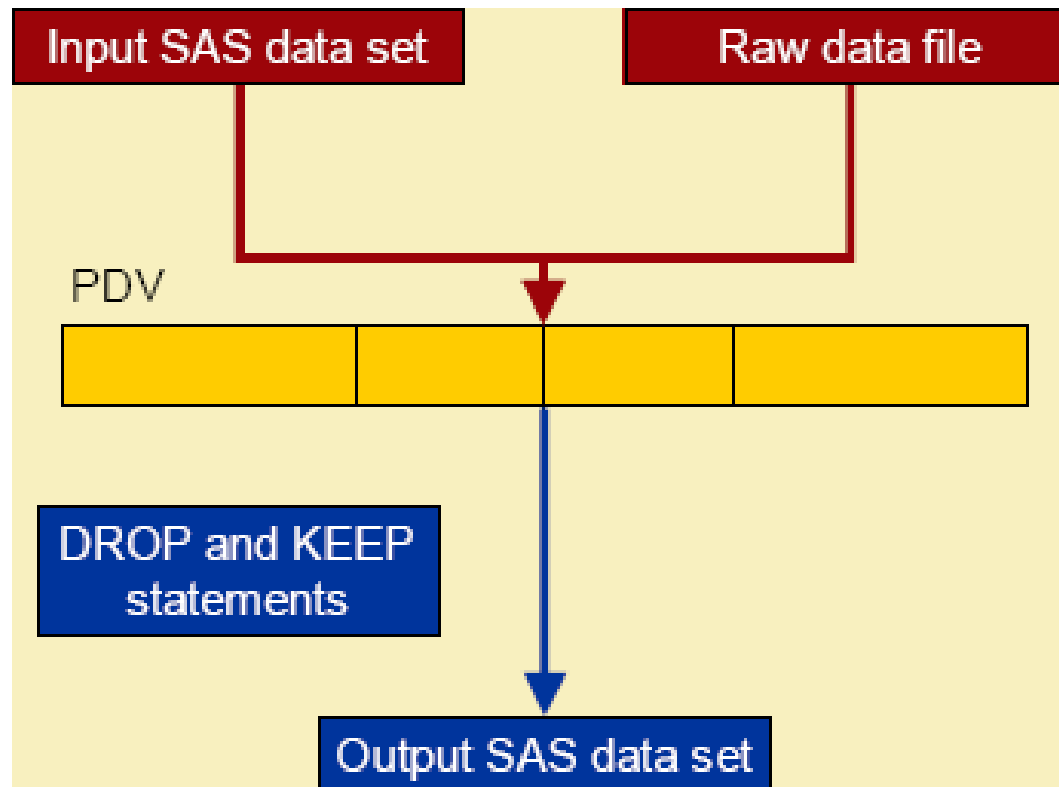 Input SAS data set
Raw data file
PDV
DROP and KEEP
statements
Output SAS data set